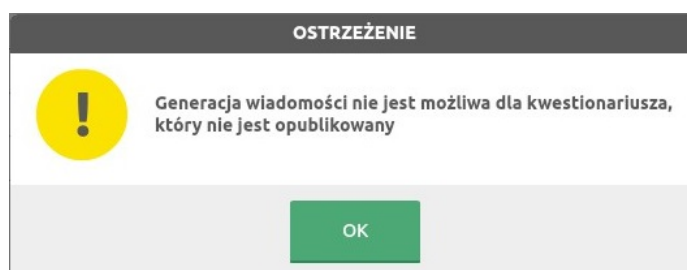 OSTRZEŻENIE
Generacja wiadomości nie jest możliwa dla kwestionariusza,
który nie jest opublikowany
OK